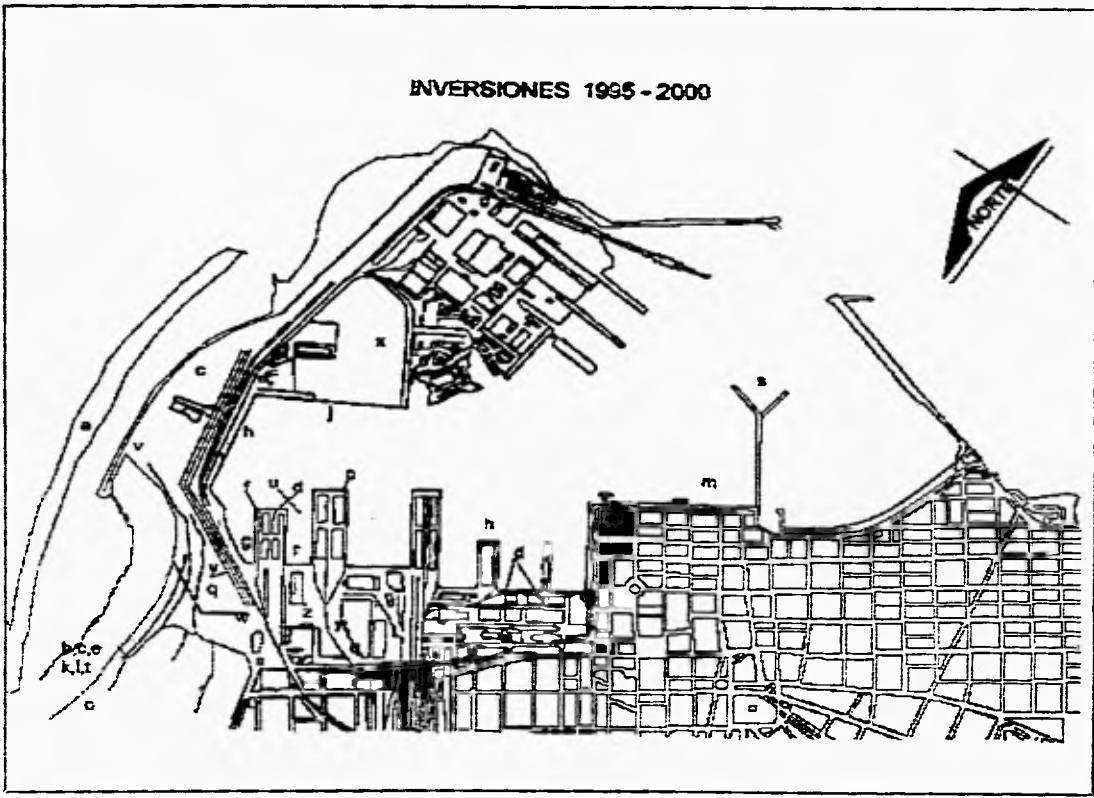 INVERSIONES 1995-2000
NORTE
s
x
c
j
a
h
v
m
r u d
p
h
d
g
r
y
q
z
w
b,c,e
k,l,t
o